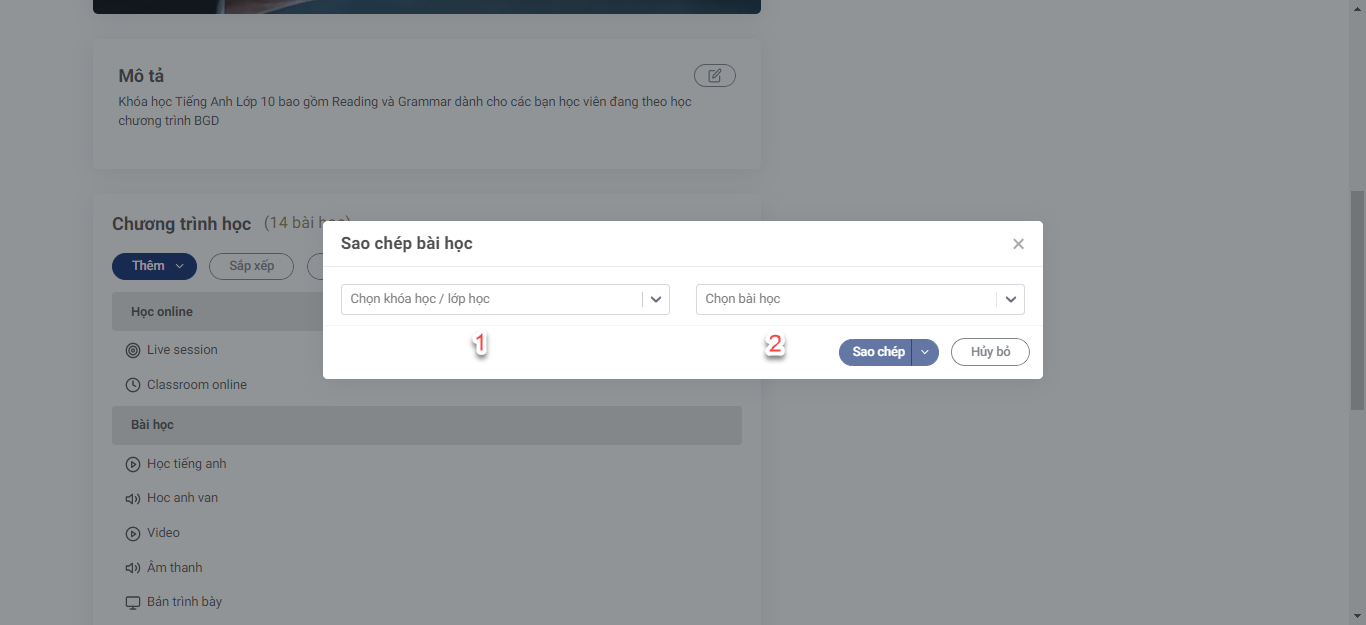 Mô tả
Khóa học Tiếng Anh Lớp 10 bao gồm Reading và Grammar dành cho các bạn học viên đang theo học
chương trình BGD
Chương trình học (14 bài học)
Sao chép bài học
Thêm
Sắp xếp
Chọn khóa học / lớp học
Chọn bài học
Học online
1
2
Live session
Sao chép
Hủy bỏ
Classroom online
Bài học
Học tiếng anh
Hoc anh van
Video
Âm thanh
Bản trình bày